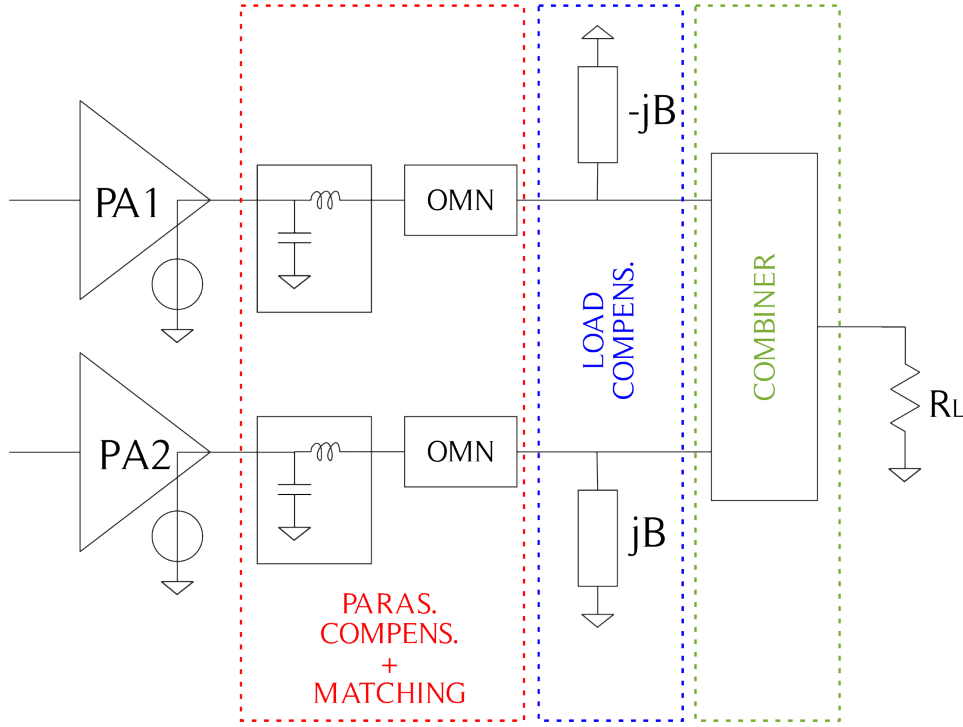 -jB
PA1
OMN
LOAD
COMPENS.
COMBINER
RL
PA2
OMN
jB
PARAS.
COMPENS.
+
MATCHING